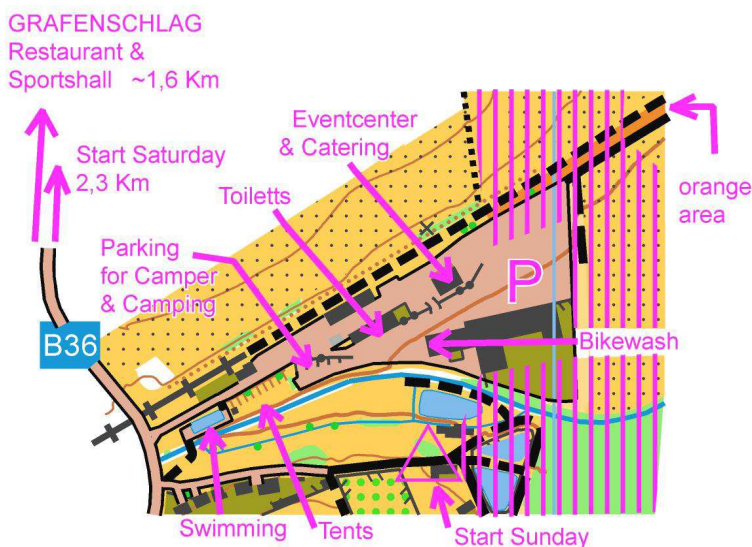 GRAFENSCHLAG
Restaurant &
Sportshall ~1,6 Km
Start Saturday
2,3 Km
Eventcenter
& Catering
Toiletts
Parking
for Camper
& Camping
orange
area
P
B36
Bikewash
Swimming
Tents
Start Sunday